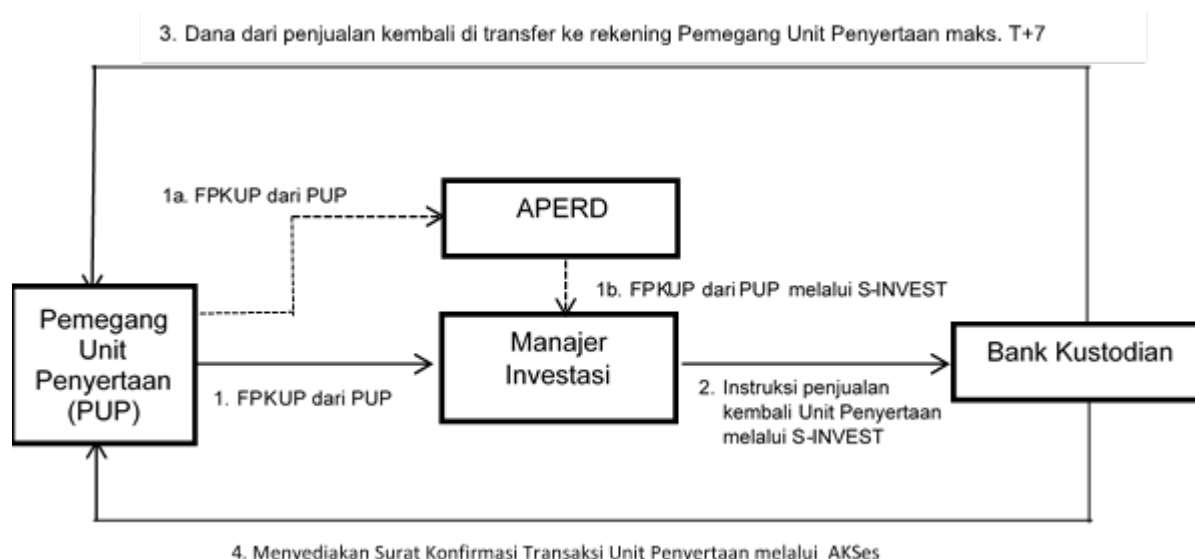 3. Dana dari penjualan kembali di transfer ke rekening Pemegang Unit Penyertaan maks. T+7
1a. FPKUP dari PUP
APERD
1b. FPKUP dari PUP melalui S-INVEST
Pemegang
Unit
Penyertaan
(PUP)
Manajer
Investasi
Bank Kustodian
1. FPKUP dari PUP
2. Instruksi penjualan
kembali Unit Penyertaan
melalui S-INVEST
4. Menyediakan Surat Konfirmasi Transaksi Unit Penyertaan melalui AKSes